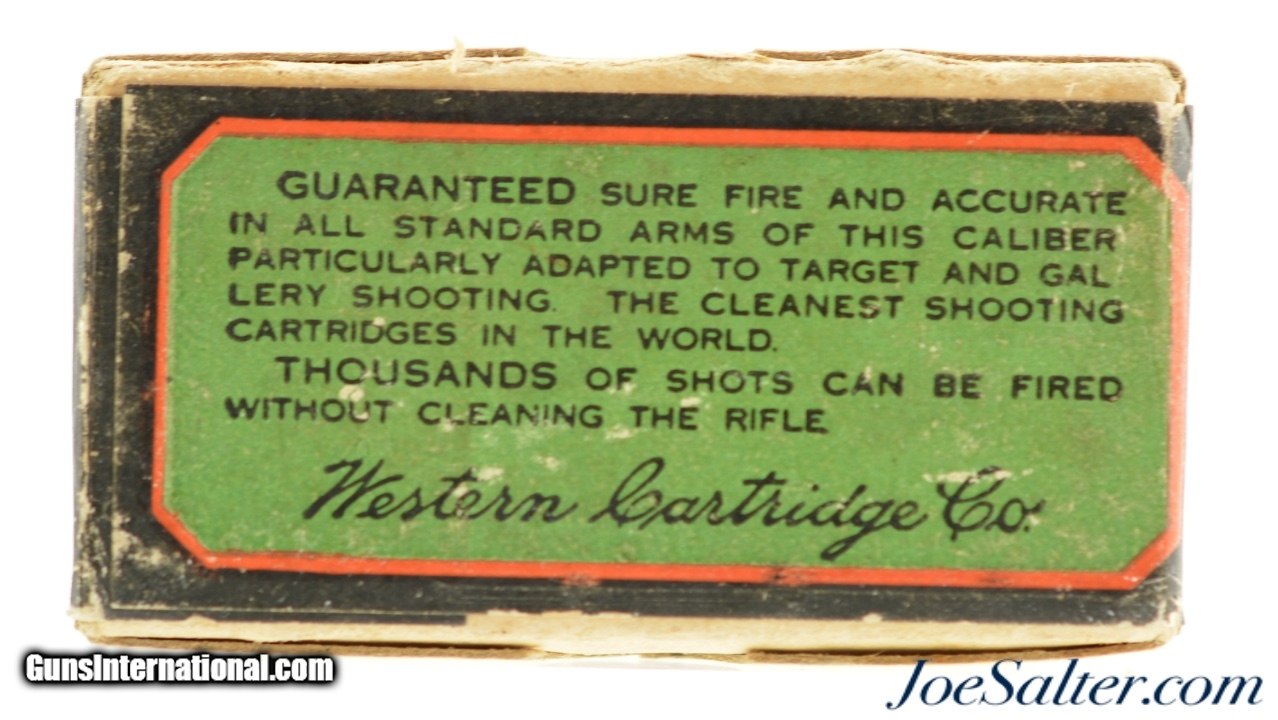 GUARANTEED SURE FIRE AND ACCURATE
IN ALL STANDARD ARMS OF THIS CALIBER
PARTICULARLY ADAPTED TO TARGET AND GAL
LERY SHOOTING. THE CLEANEST SHOOTING
CARTRIDGES IN THE WORLD.
THOUSANDS OF SHOTS CAN BE FIRED
WITHOUT CLEANING THE RIFLE
Western Cartridge Co.
GunsInternational.com
JoeSalter.com